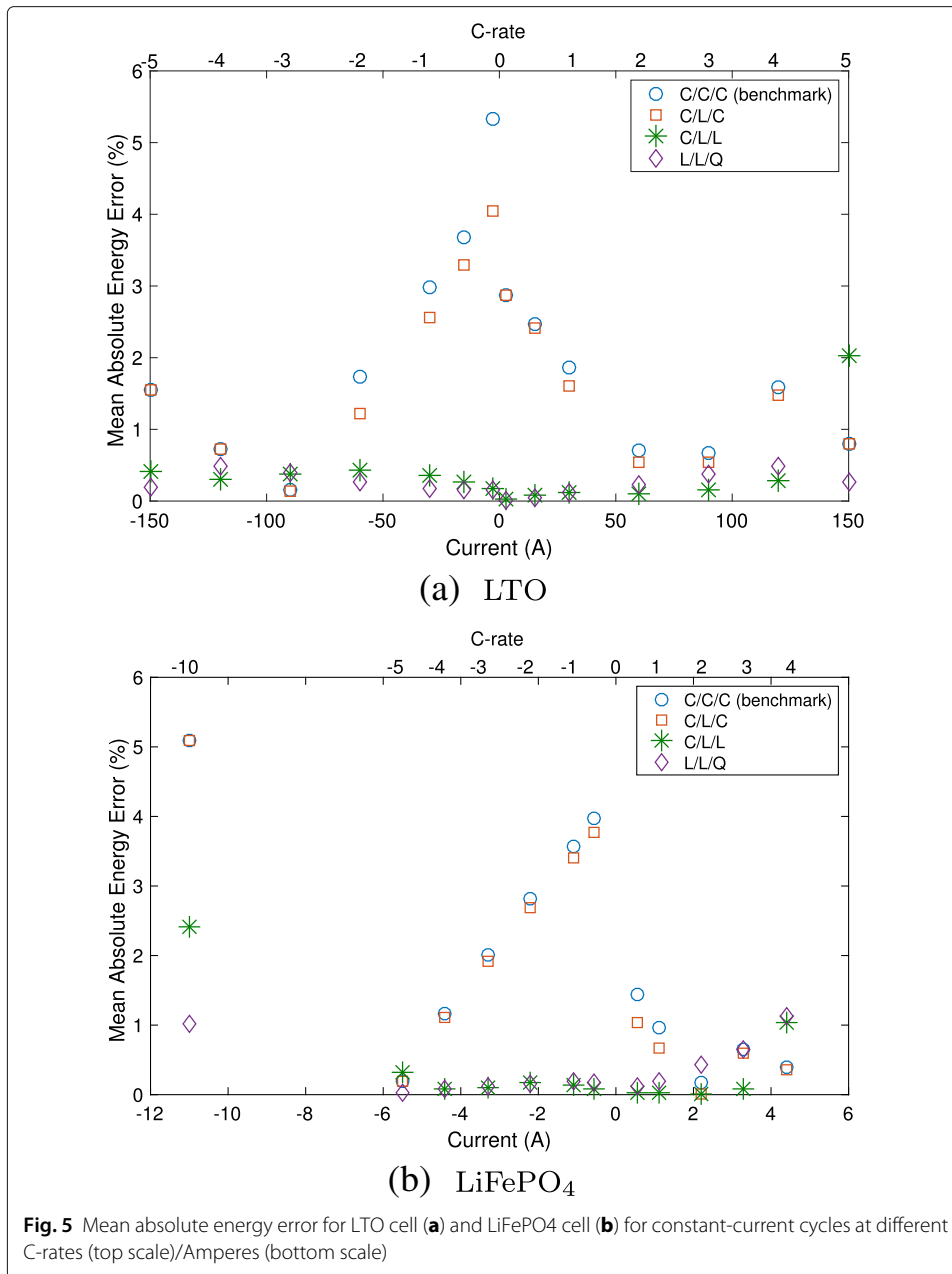 C-rate
-5 -4 -3 -2 -1 0 1 2 3 4 5
6
5
4
3
2
1
0
Mean Absolute Energy Error (%)
C/C/C (benchmark)
C/L/C
C/L/L
L/L/Q
-150 -100 -50 0 50 100 150
Current (A)
(a) LTO
C-rate
-10 -5 -4 -3 -2 -1 0 1 2 3 4
6
5
4
3
2
1
0
Mean Absolute Energy Error (%)
C/C/C (benchmark)
C/L/C
C/L/L
L/L/Q
-12 -10 -8 -6 -4 -2 0 2 4 6
Current (A)
(b) LiFePO₄
Fig. 5 Mean absolute energy error for LTO cell (a) and LiFePO4 cell (b) for constant-current cycles at different
C-rates (top scale)/Amperes (bottom scale)